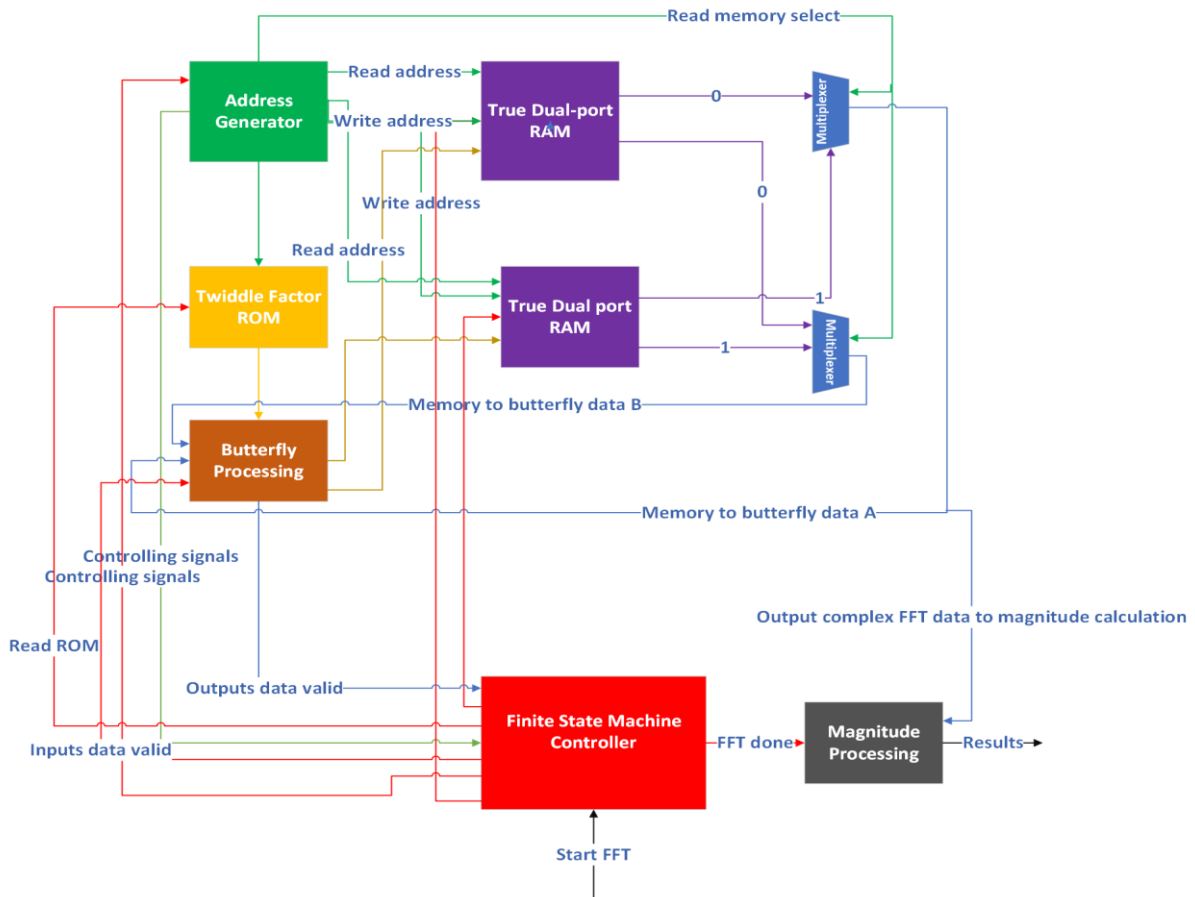 Read memory select
Read address
Address
Generator
True Dual-port
RAM
0
Multiplexer
Write address
0
Write address
Read address
Twiddle Factor
ROM
True Dual port
RAM
1
Multiplexer
1
Memory to butterfly data B
Butterfly
Processing
Memory to butterfly data A
Controlling signals
Controlling signals
Output complex FFT data to magnitude calculation
Read ROM
Outputs data valid
Finite State Machine
Controller
Inputs data valid
FFT done
Magnitude
Processing
Results
Start FFT